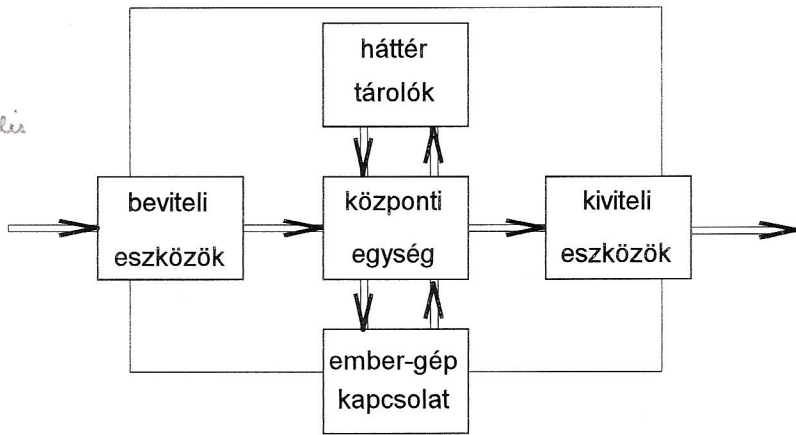 háttér
tárolók
beviteli
eszközök
központi
egység
kiviteli
eszközök
ember-gép
kapcsolat